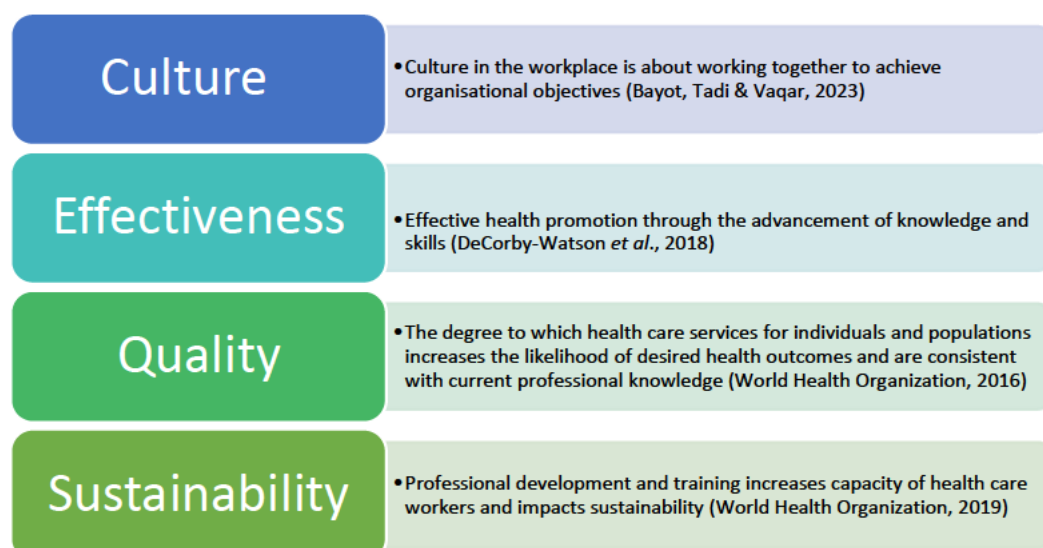 Culture
•Culture in the workplace is about working together to achieve
organisational objectives (Bayot, Tadi & Vaqar, 2023)
Effectiveness
•Effective health promotion through the advancement of knowledge and
skills (DeCorby-Watson et al., 2018)
Quality
•The degree to which health care services for individuals and populations
increases the likelihood of desired health outcomes and are consistent
with current professional knowledge (World Health Organization, 2016)
Sustainability
•Professional development and training increases capacity of health care
workers and impacts sustainability (World Health Organization, 2019)